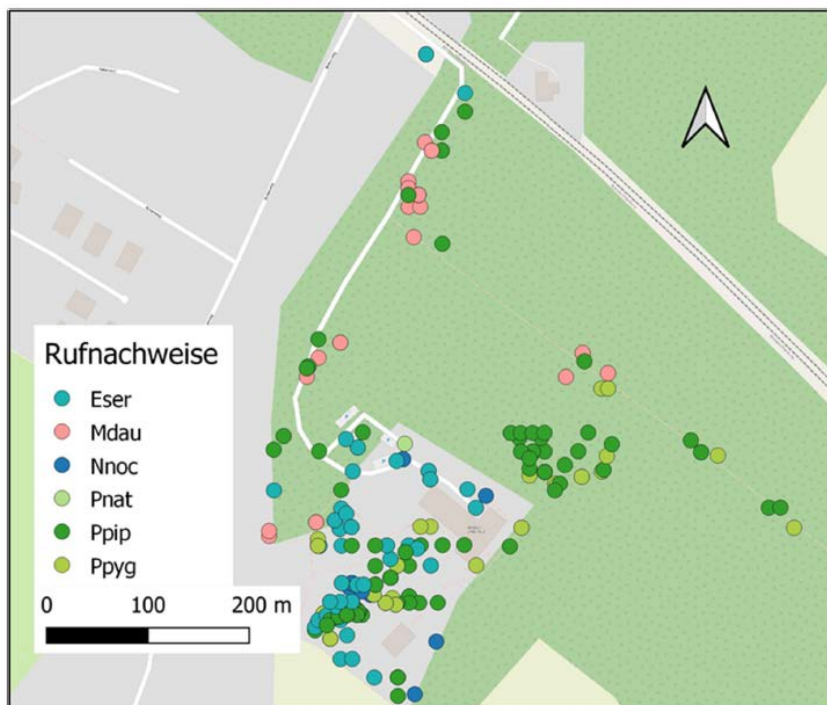 Rufnachweise
Eser
Mdau
Nnoc
Pnat
Ppip
Ppyg
0 100 200 m